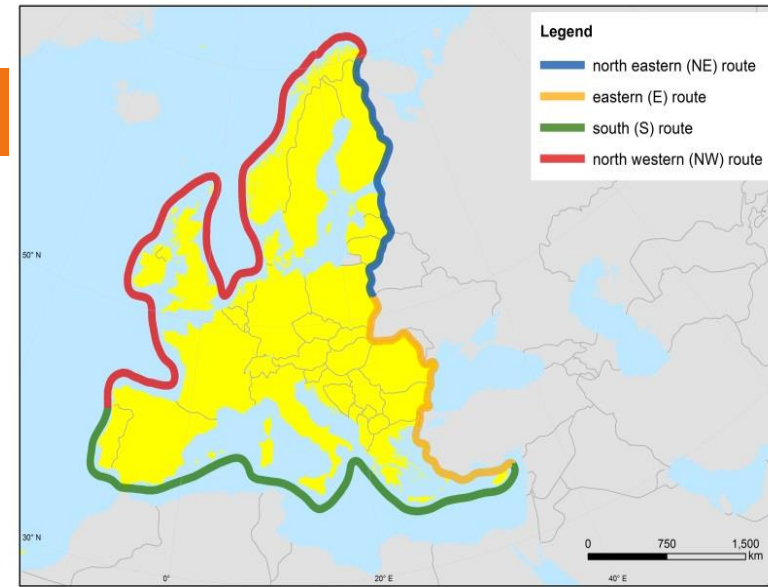 Legend
north eastern (NE) route
eastern (E) route
south (S) route
north western (NW) route
50° N
30° N
0°
20° E
40° E
0 750 1,500
km